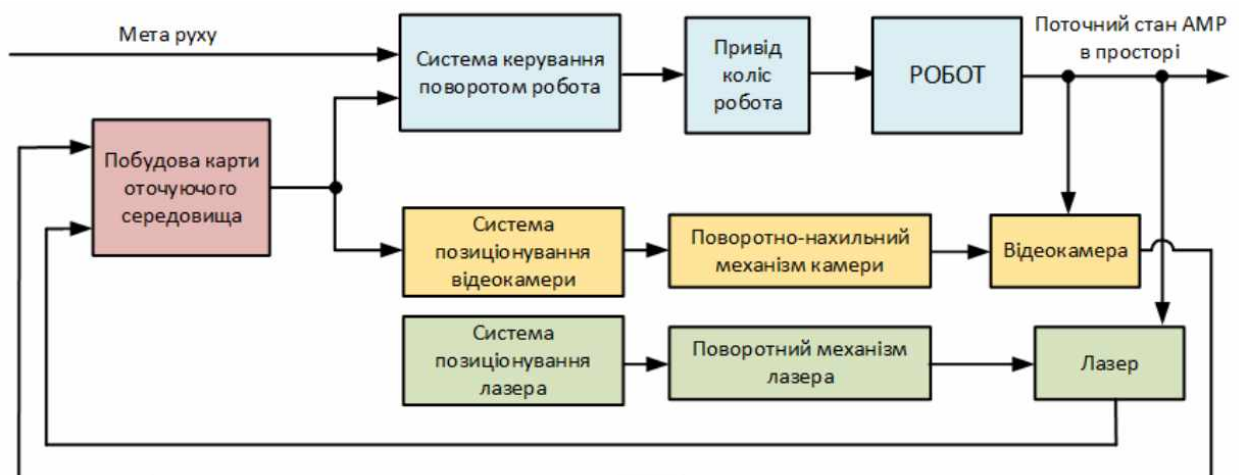 Мета руху
Система керування
поворотом робота
Привід
коліс
робота
РОБОТ
Поточний стан АМР
в просторі
Побудова карти
оточуючого
середовища
Система
позиціонування
відеокамери
Поворотно-нахильний
механізм камери
Відеокамера
Система
позиціонування
лазера
Поворотний механізм
лазера
Лазер